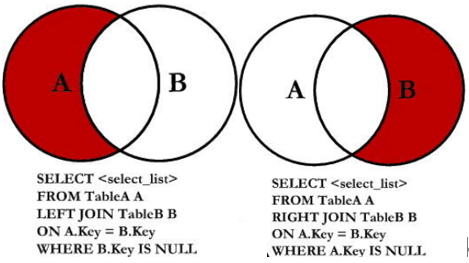 A B
SELECT <select_list>
FROM TableA A
LEFT JOIN TableB B
ON A.Key = B.Key
WHERE B.Key IS NULL
A B
SELECT <select_list>
FROM TableA A
RIGHT JOIN TableB B
ON A.Key = B.Key
WHERE A.Key IS NULL